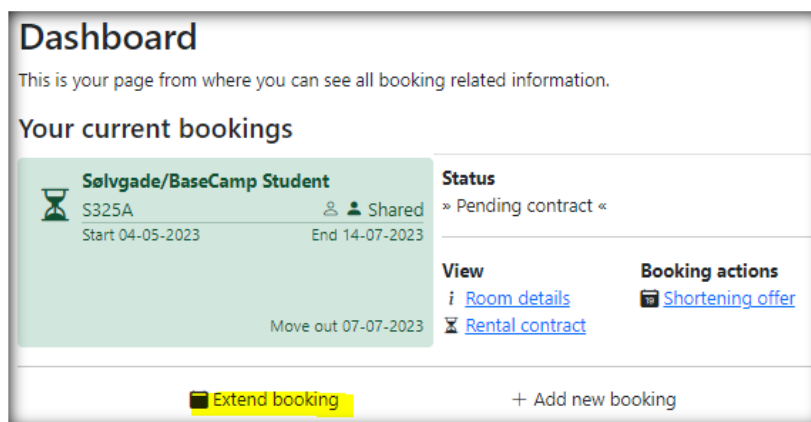 Dashboard
This is your page from where you can see all booking related information.
Your current bookings
Sølvgade/BaseCamp Student
S325A Shared
Start 04-05-2023 End 14-07-2023
Move out 07-07-2023
Status
» Pending contract «
View
i Room details
Rental contract
Booking actions
19 Shortening offer
Extend booking
+ Add new booking